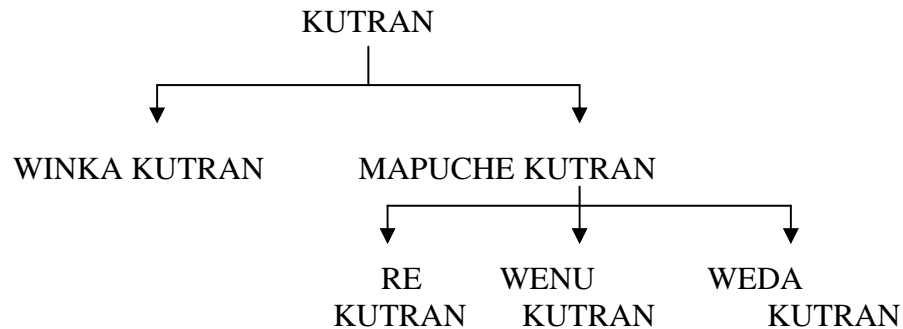 KUTRAN
WINKA KUTRAN MAPUCHE KUTRAN
RE WENU WEDA
KUTRAN KUTRAN KUTRAN